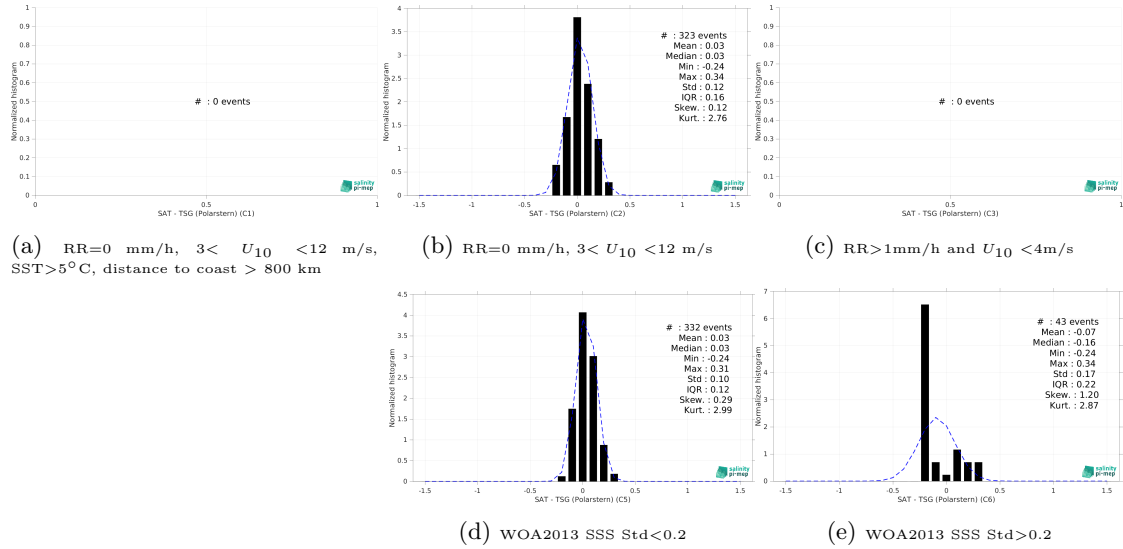 1
0.9
0.8
0.7
0.6
0.5
0.4
0.3
0.2
0.1
0
Normalized histogram
# : 0 events
salinity
pi-mep
0 0.5 1
SAT - TSG (Polarstern) (C1)
(a) RR=0 mm/h, 3< U10 <12 m/s,
SST>5°C, distance to coast > 800 km
4
3.5
3
2.5
2
1.5
1
0.5
0
Normalized histogram
# : 323 events
Mean : 0.03
Median : 0.03
Min : -0.24
Max : 0.34
Std : 0.12
IQR : 0.16
Skew. : 0.12
Kurt. : 2.76
salinity
pi-mep
-1.5 -1 -0.5 0 0.5 1 1.5
SAT - TSG (Polarstern) (C2)
(b) RR=0 mm/h, 3< U10 <12 m/s
1
0.9
0.8
0.7
0.6
0.5
0.4
0.3
0.2
0.1
0
Normalized histogram
# : 0 events
salinity
pi-mep
0 0.5 1
SAT - TSG (Polarstern) (C3)
(c) RR>1mm/h and U10 <4m/s
4.5
4
3.5
3
2.5
2
1.5
1
0.5
0
Normalized histogram
# : 332 events
Mean : 0.03
Median : 0.03
Min : -0.24
Max : 0.31
Std : 0.10
IQR : 0.12
Skew. : 0.29
Kurt. : 2.99
salinity
pi-mep
-1.5 -1 -0.5 0 0.5 1 1.5
SAT - TSG (Polarstern) (C5)
(d) WOA2013 SSS Std<0.2
7
6
5
4
3
2
1
0
Normalized histogram
# : 43 events
Mean : -0.07
Median : -0.16
Min : -0.24
Max : 0.34
Std : 0.17
IQR : 0.22
Skew. : 1.20
Kurt. : 2.87
salinity
pi-mep
-1.5 -1 -0.5 0 0.5 1 1.5
SAT - TSG (Polarstern) (C6)
(e) WOA2013 SSS Std>0.2